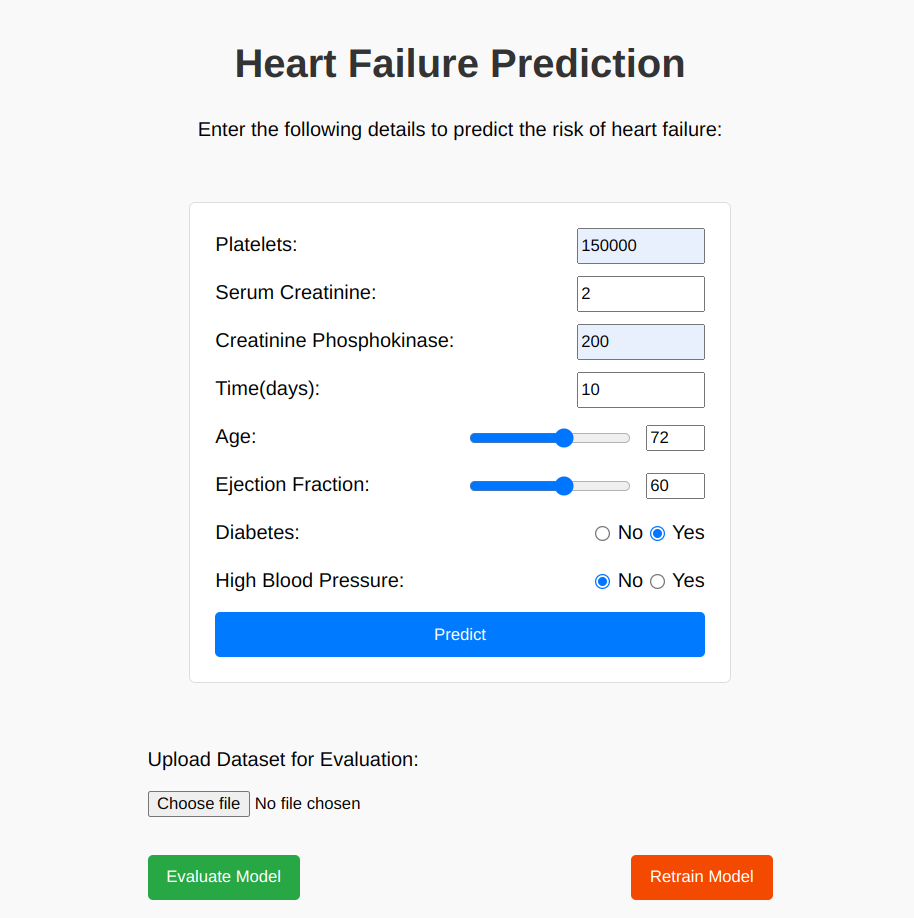 Heart Failure Prediction
Enter the following details to predict the risk of heart failure:
Platelets: 150000
Serum Creatinine: 2
Creatinine Phosphokinase: 200
Time(days): 10
Age: 72
Ejection Fraction: 60
Diabetes: No Yes
High Blood Pressure: No Yes
Predict
Upload Dataset for Evaluation:
Choose file No file chosen
Evaluate Model Retrain Model